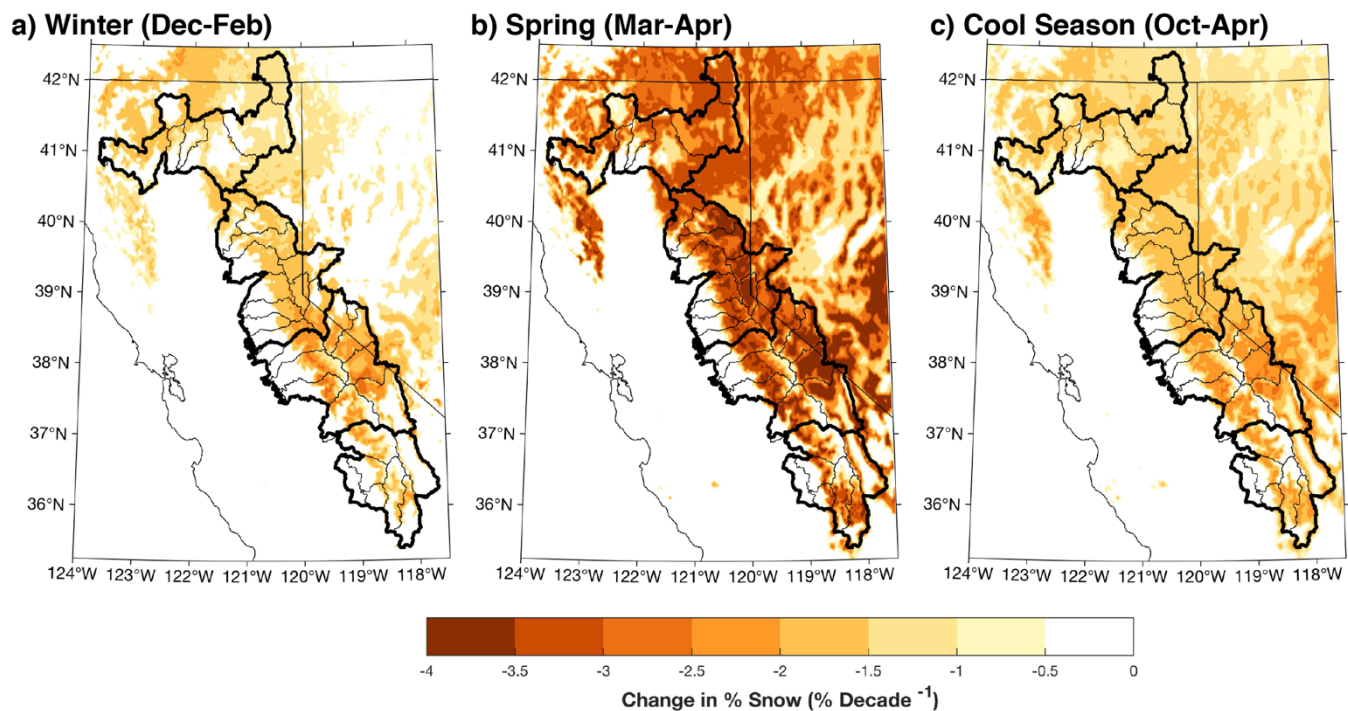 a) Winter (Dec-Feb)
b) Spring (Mar-Apr)
c) Cool Season (Oct-Apr)
42°N
41°N
40°N
39°N
38°N
37°N
36°N
124°W 123°W 122°W 121°W 120°W 119°W 118°W
42°N
41°N
40°N
39°N
38°N
37°N
36°N
124°W 123°W 122°W 121°W 120°W 119°W 118°W
42°N
41°N
40°N
39°N
38°N
37°N
36°N
124°W 123°W 122°W 121°W 120°W 119°W 118°W
-4 -3.5 -3 -2.5 -2 -1.5 -1 -0.5 0
Change in % Snow (% Decade ⁻¹)